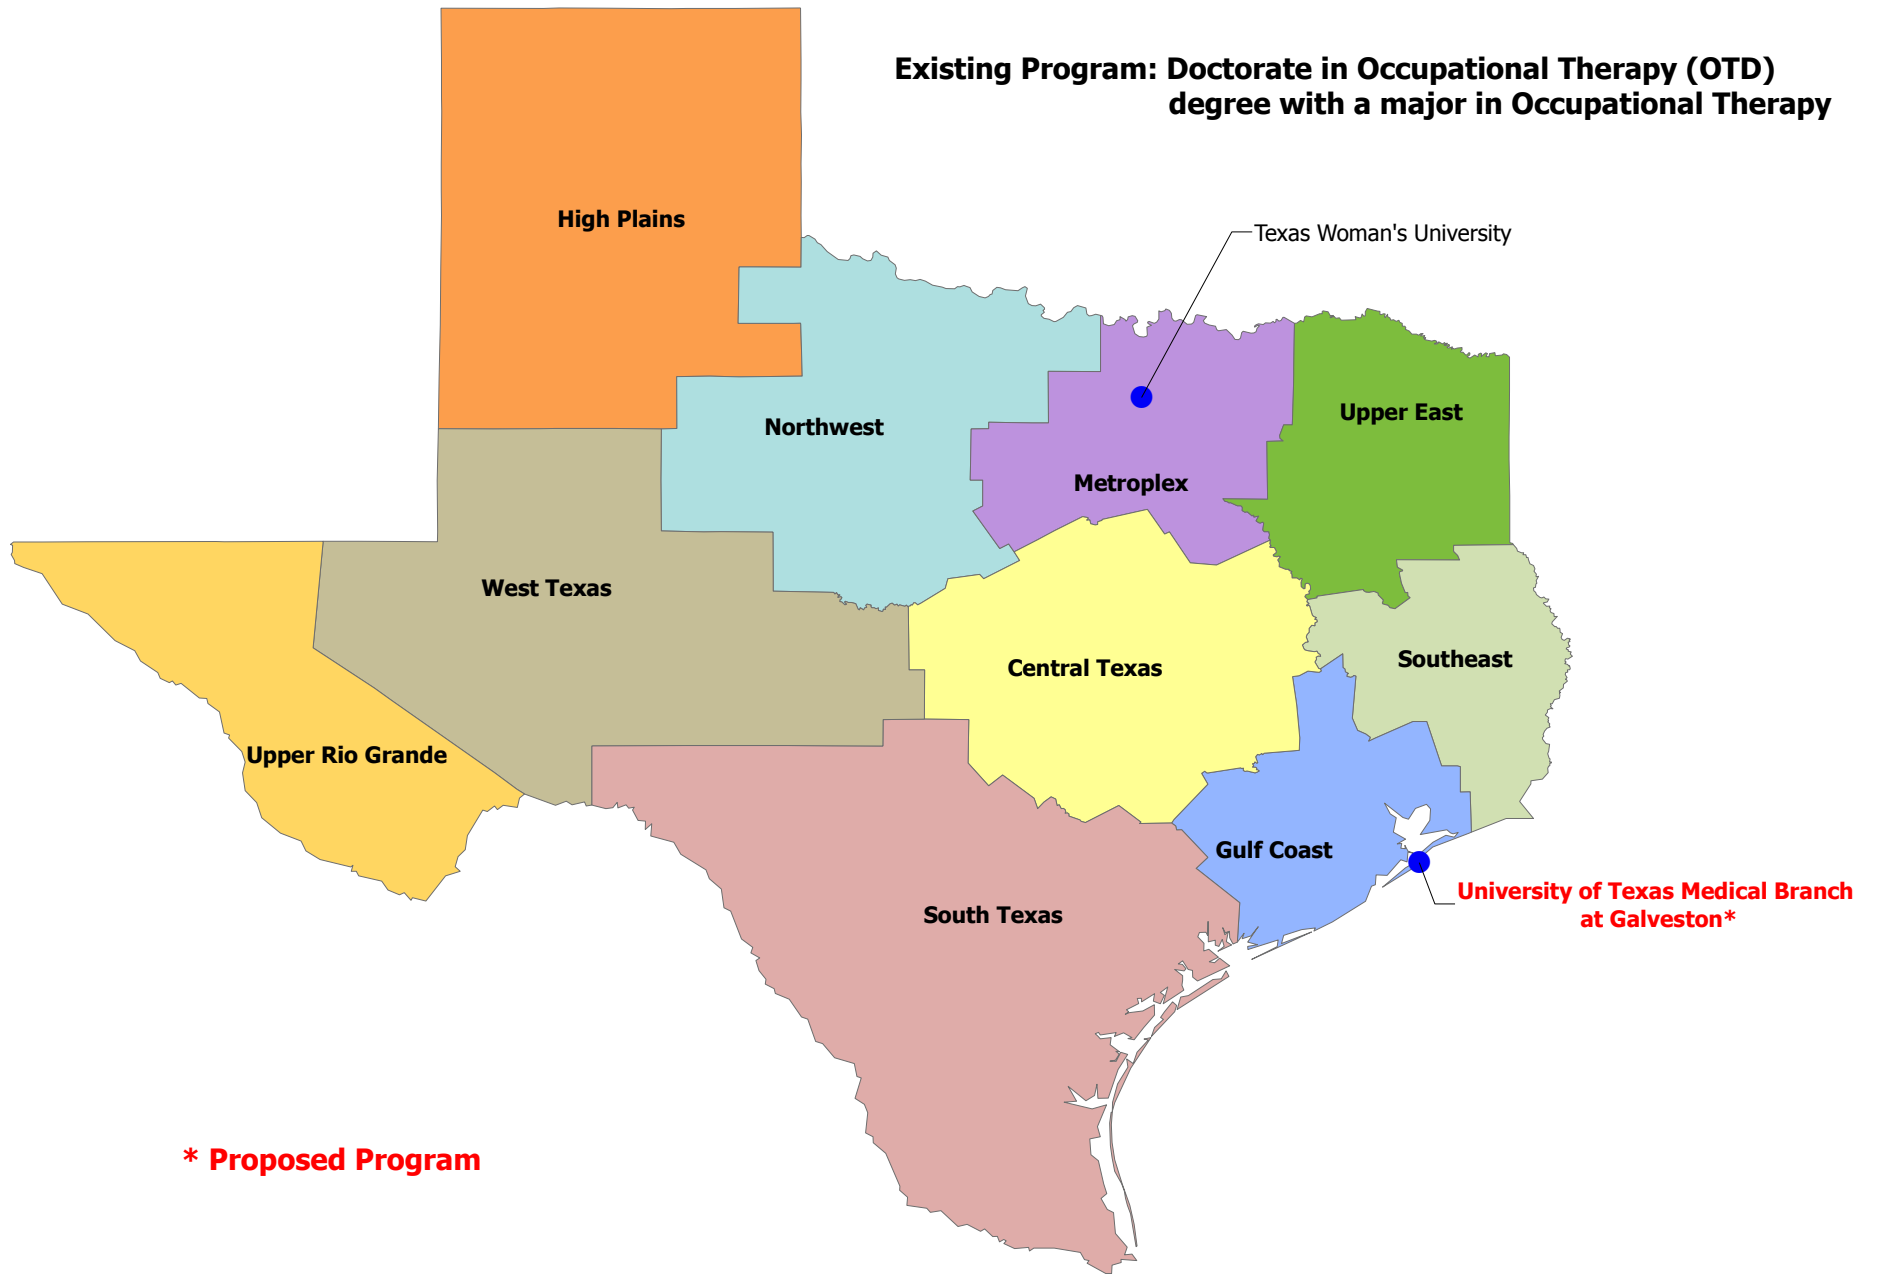 Existing Program: Doctorate in Occupational Therapy (OTD)
degree with a major in Occupational Therapy
High Plains
Texas Woman's University
Upper East
Northwest
Metroplex
West Texas
Southeast
Central Texas
Upper Rio Grande
Gulf Coast
University of Texas Medical Branch
at Galveston*
South Texas
* Proposed Program